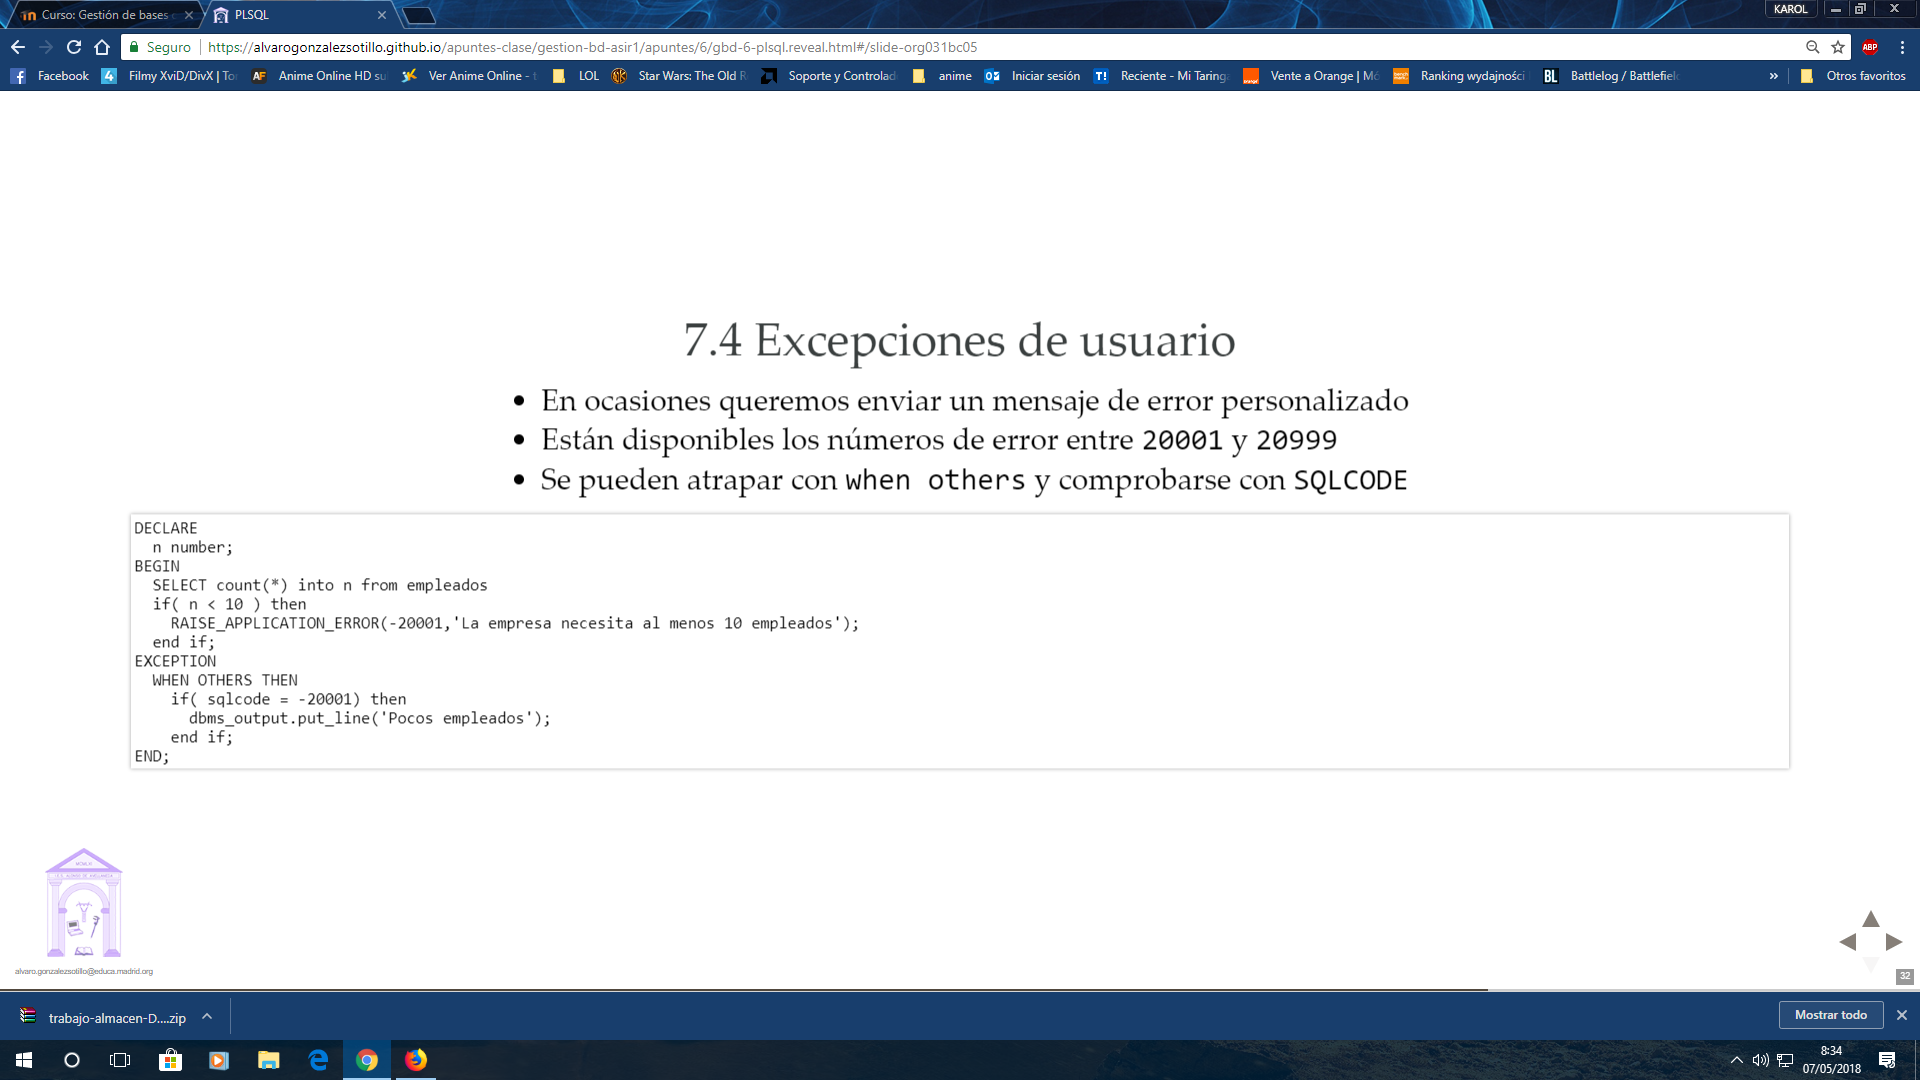 Curso: Gestión de bases
PLSQL
KAROL
Seguro
https://alvarogonzalezsotillo.github.io/apuntes-clase/gestion-bd-asir1/apuntes/6/gbd-6-plsql.reveal.html#/slide-org031bc05
ABP
Facebook
4
Filmy XviD/DivX | To
AF
Anime Online HD su
Ver Anime Online -
LOL
Star Wars: The Old R
Soporte y Controlad
anime
Iniciar sesión
T!
Reciente - Mi Taringa
Vente a Orange | Mó
Ranking wydajności
BL
Battlelog / Battlefiel
»
Otros favoritos
7.4 Excepciones de usuario
• En ocasiones queremos enviar un mensaje de error personalizado
• Están disponibles los números de error entre 20001 y 20999
• Se pueden atrapar con when others y comprobarse con SQLCODE
DECLARE
  n number;
BEGIN
  SELECT count(*) into n from empleados
  if( n < 10 ) then
    RAISE_APPLICATION_ERROR(-20001,'La empresa necesita al menos 10 empleados');
  end if;
EXCEPTION
  WHEN OTHERS THEN
    if( sqlcode = -20001) then
      dbms_output.put_line('Pocos empleados');
    end if;
END;
alvaro.gonzalezsotillo@educa.madrid.org
32
trabajo-almacen-D....zip
Mostrar todo
8:34
07/05/2018